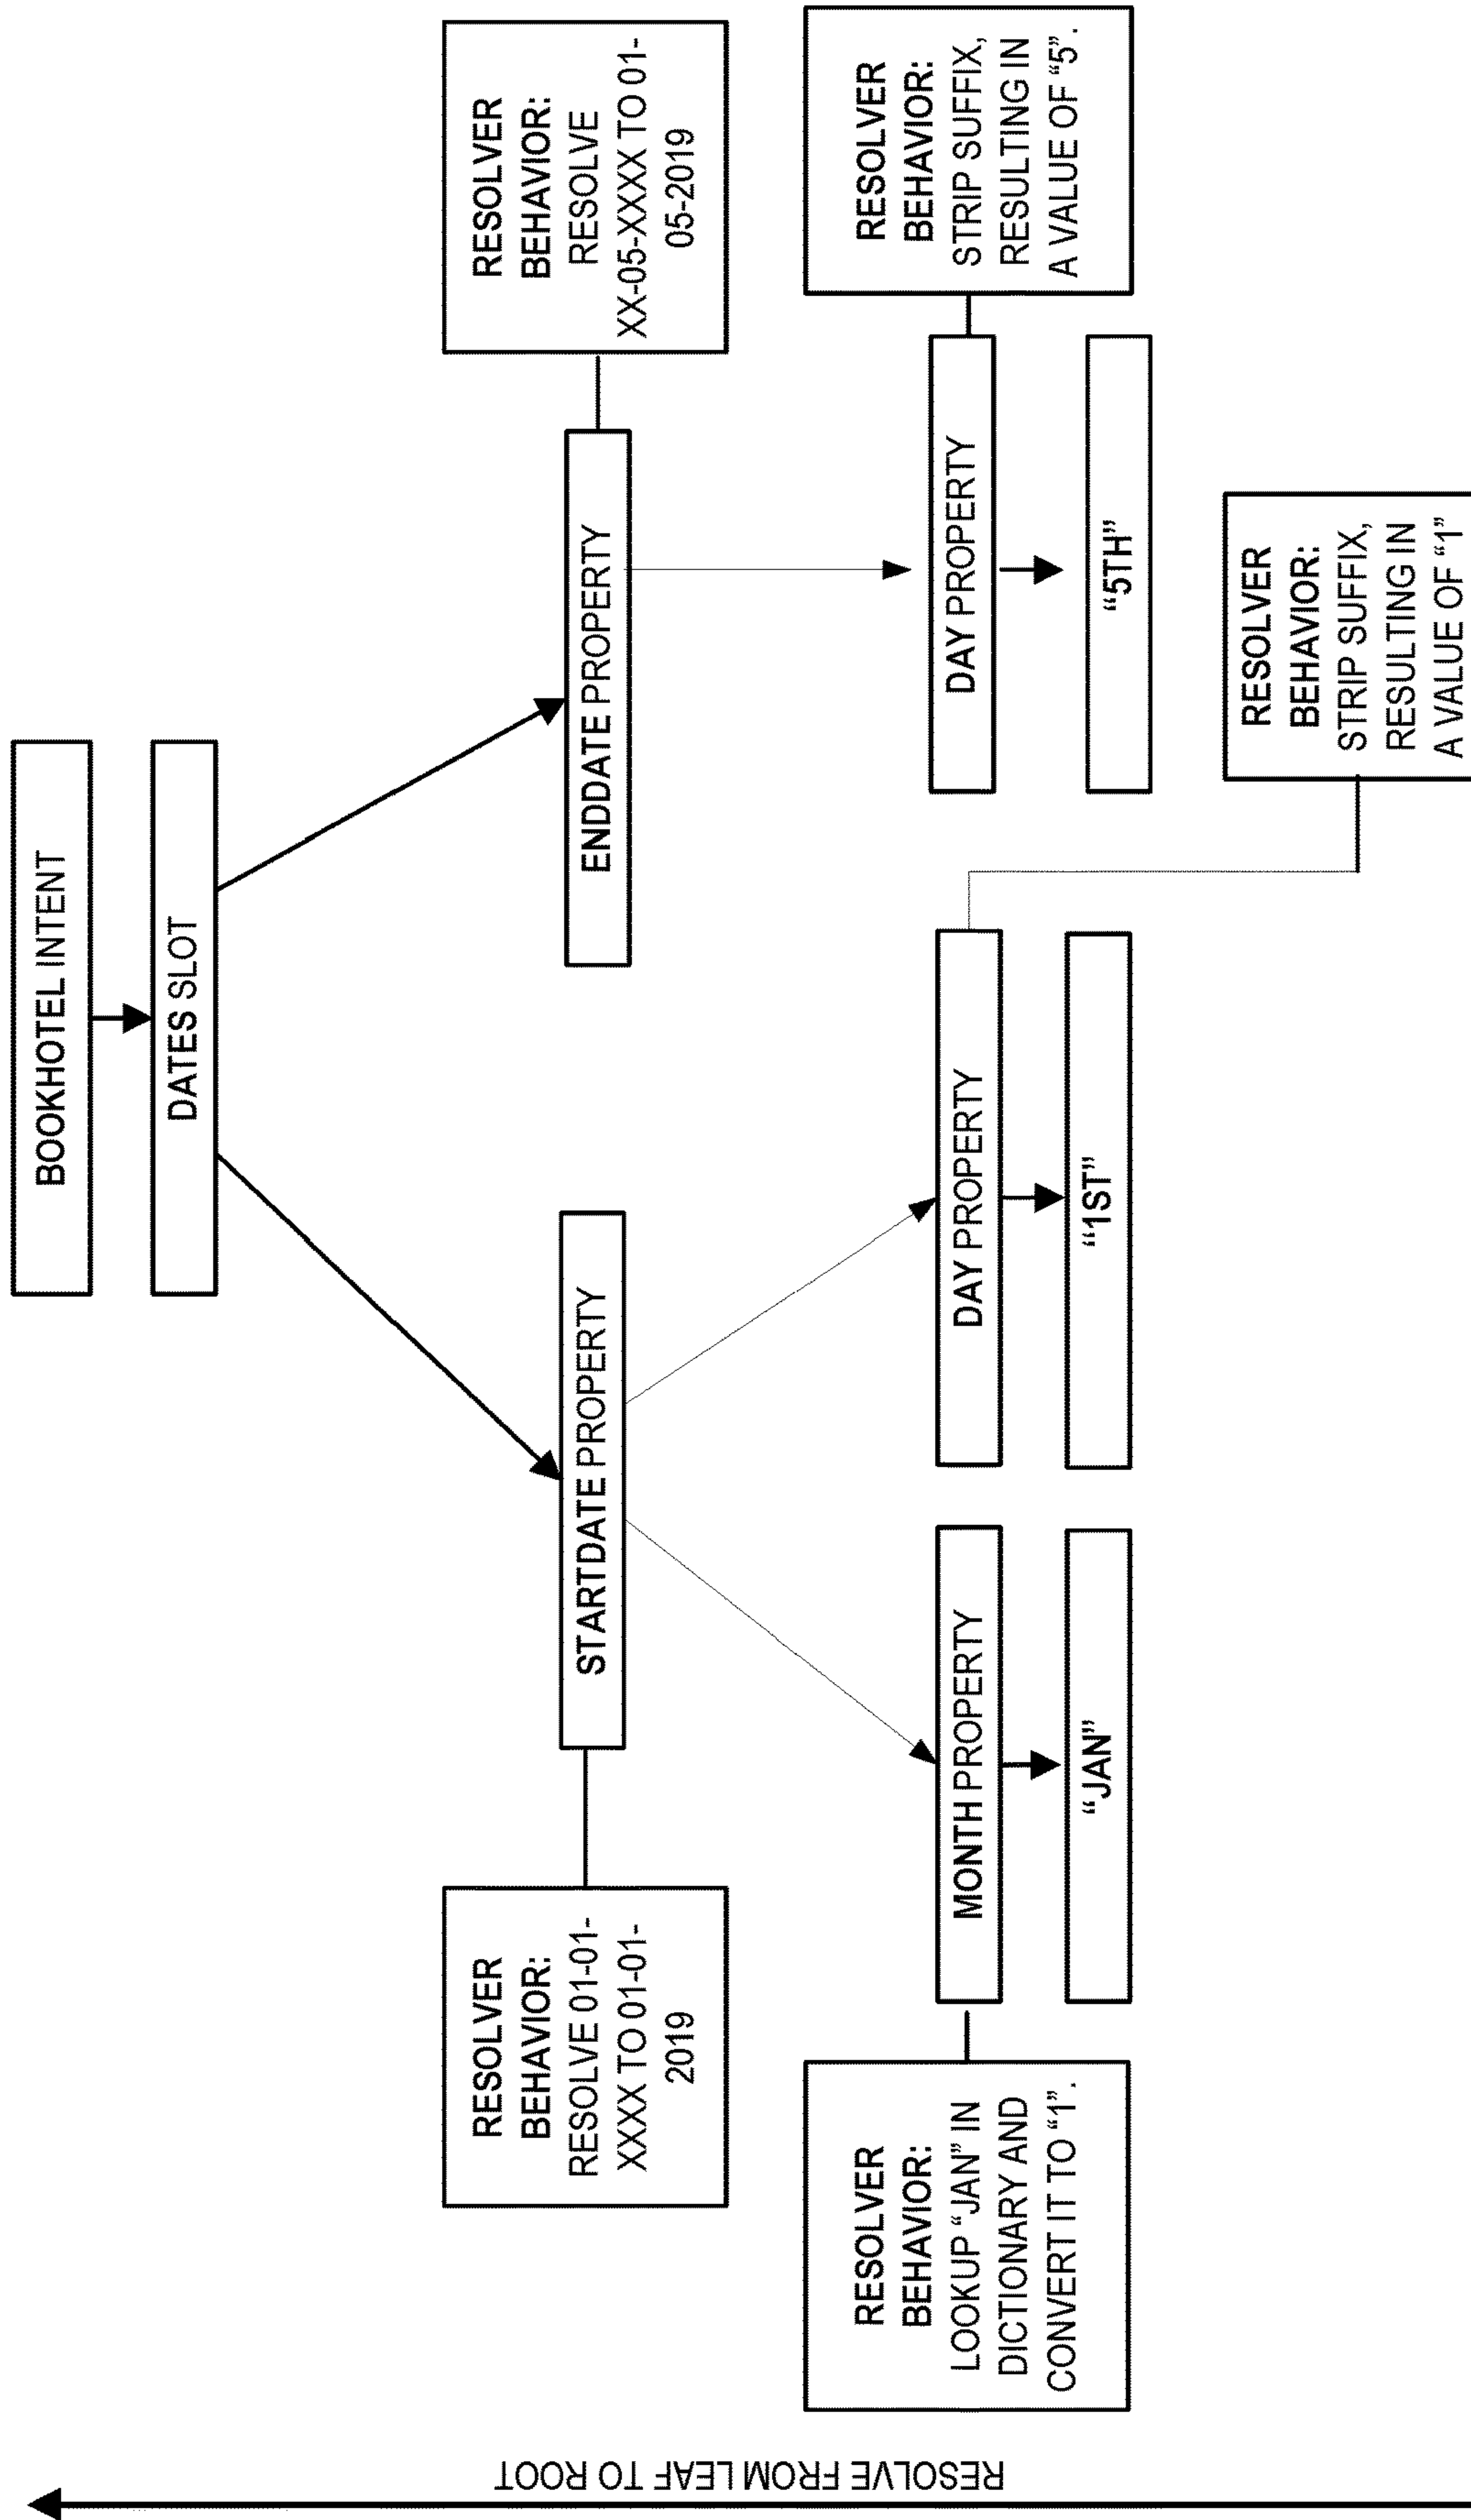 BOOKHOTEL INTENT
DATES SLOT
STARTDATE PROPERTY
ENDDATE PROPERTY
RESOLVER
BEHAVIOR:
RESOLVE 01-01-
XXXX TO 01-01-
2019
RESOLVER
BEHAVIOR:
RESOLVE
XX-05-XXXX TO 01-
05-2019
RESOLVER
BEHAVIOR:
LOOKUP “JAN” IN
DICTIONARY AND
CONVERT IT TO “1”.
MONTH PROPERTY
“JAN”
DAY PROPERTY
“1ST”
DAY PROPERTY
“5TH”
RESOLVER
BEHAVIOR:
STRIP SUFFIX,
RESULTING IN
A VALUE OF “5”.
RESOLVER
BEHAVIOR:
STRIP SUFFIX,
RESULTING IN
A VALUE OF “1”
RESOLVE FROM LEAF TO ROOT